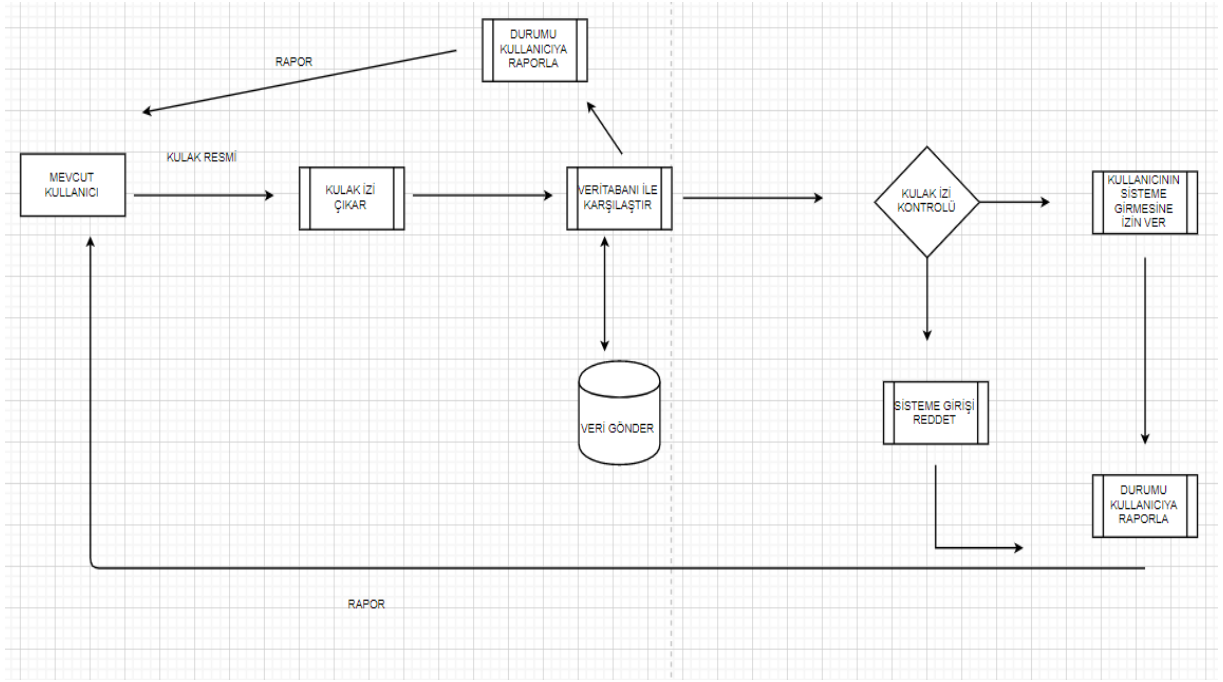 DURUMU
KULLANICIYA
RAPORLA
RAPOR
KULAK RESMİ
MEVCUT
KULLANICI
KULAK İZİ
ÇIKAR
VERİTABANI İLE
KARŞILAŞTIR
KULAK İZİ
KONTROLÜ
KULLANICININ
SİSTEME
GİRMESİNE
İZİN VER
VERİ GÖNDER
SİSTEME GİRİŞİ
REDDET
DURUMU
KULLANICIYA
RAPORLA
RAPOR